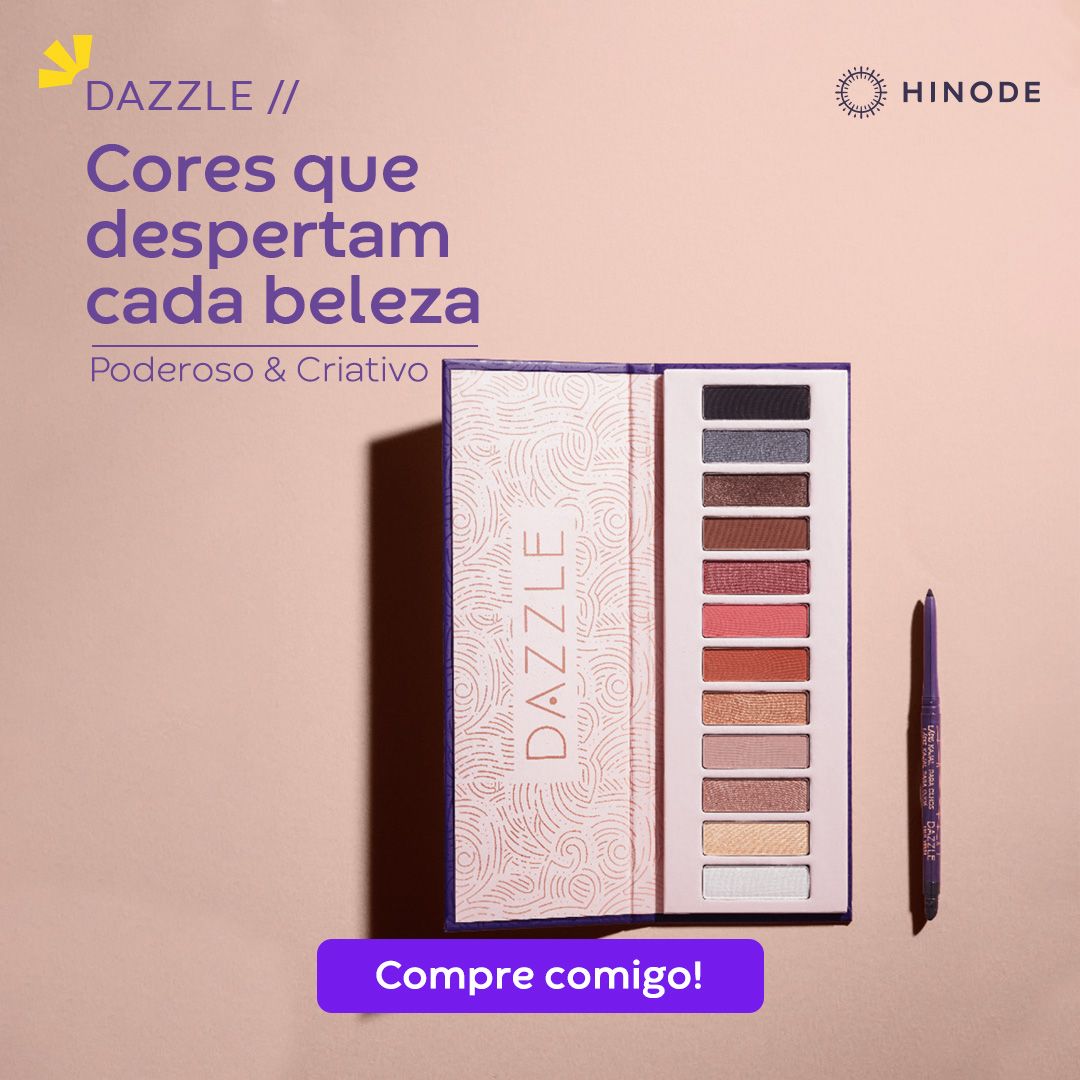 DAZZLE //
HINODE
Cores que
despertam
cada beleza
Poderoso & Criativo
DAZZLE
DAZZLE
Compre comigo!